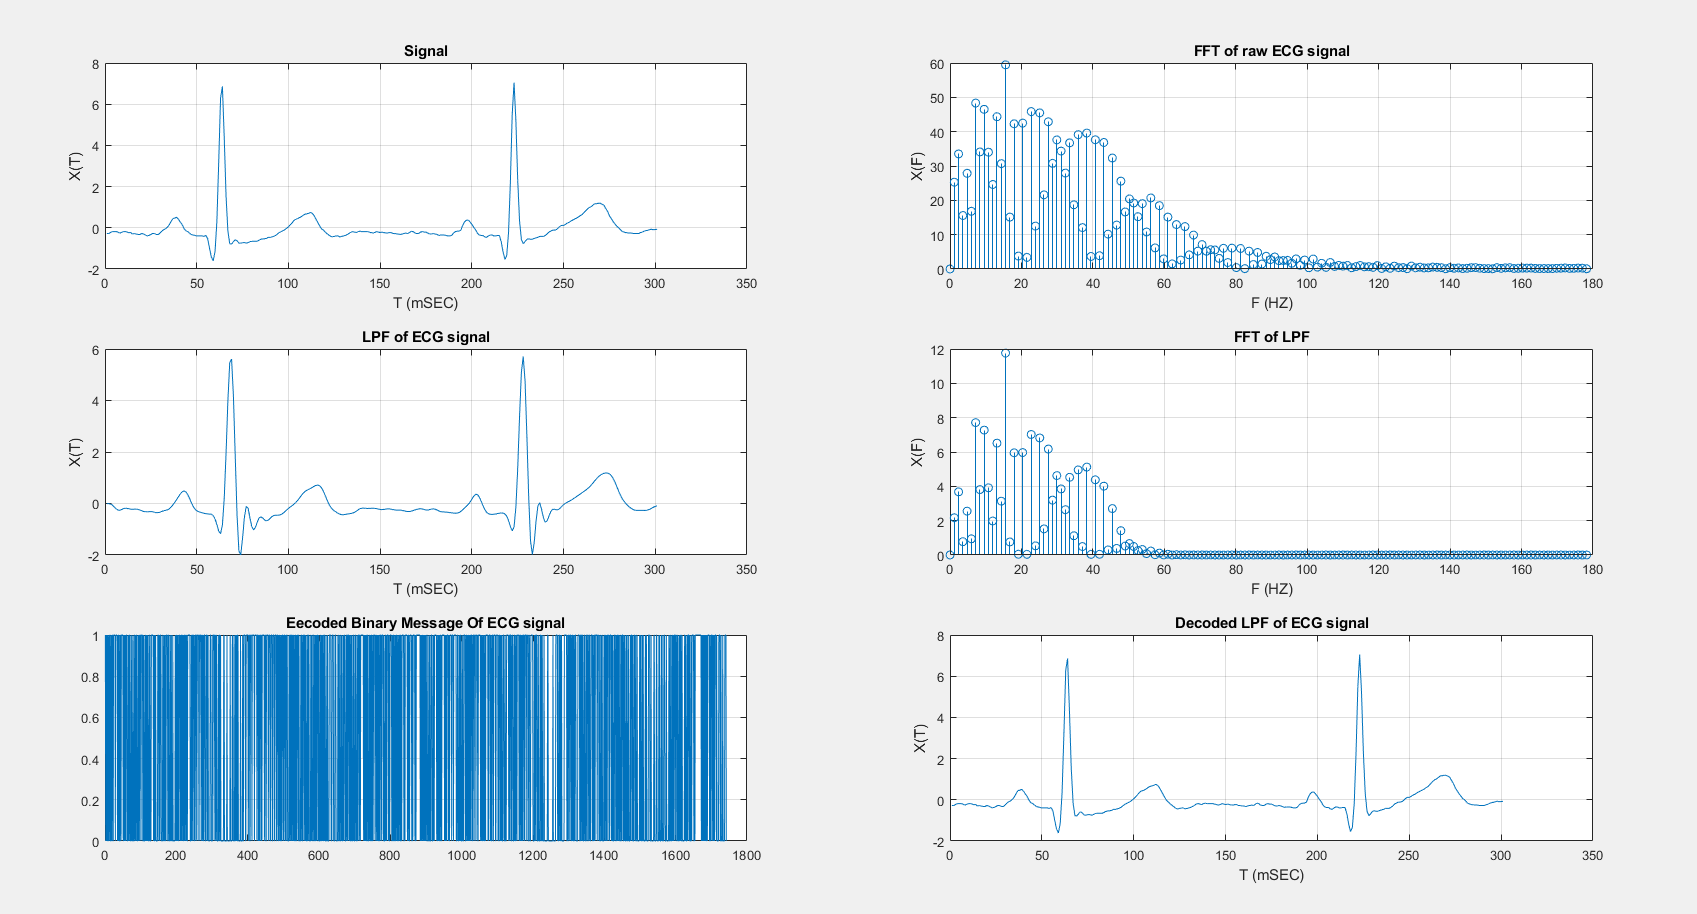 Signal
8
6
4
2
0
-2
X(T)
0 50 100 150 200 250 300 350
T (mSEC)
FFT of raw ECG signal
60
50
40
30
20
10
0
X(F)
0 20 40 60 80 100 120 140 160 180
F (HZ)
LPF of ECG signal
6
4
2
0
-2
X(T)
0 50 100 150 200 250 300 350
T (mSEC)
FFT of LPF
12
10
8
6
4
2
0
X(F)
0 20 40 60 80 100 120 140 160 180
F (HZ)
Eecoded Binary Message Of ECG signal
1
0.8
0.6
0.4
0.2
0
0 200 400 600 800 1000 1200 1400 1600 1800
Decoded LPF of ECG signal
8
6
4
2
0
-2
X(T)
0 50 100 150 200 250 300 350
T (mSEC)